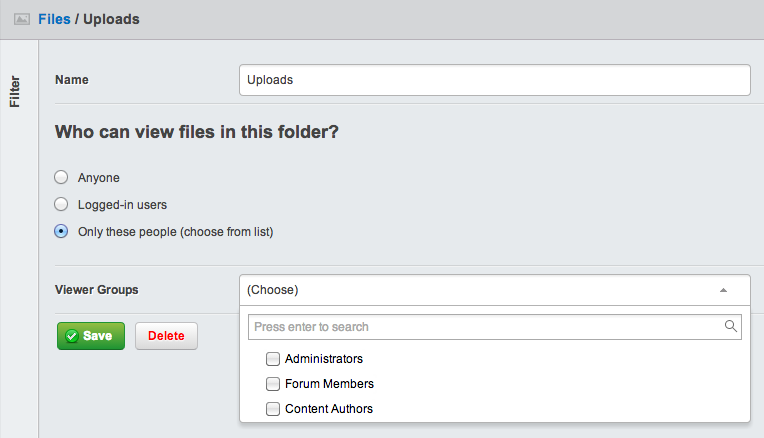 Files / Uploads
Filter
Name
Uploads
Who can view files in this folder?
Anyone
Logged-in users
Only these people (choose from list)
Viewer Groups
(Choose)
Press enter to search
Administrators
Forum Members
Content Authors
Save
Delete